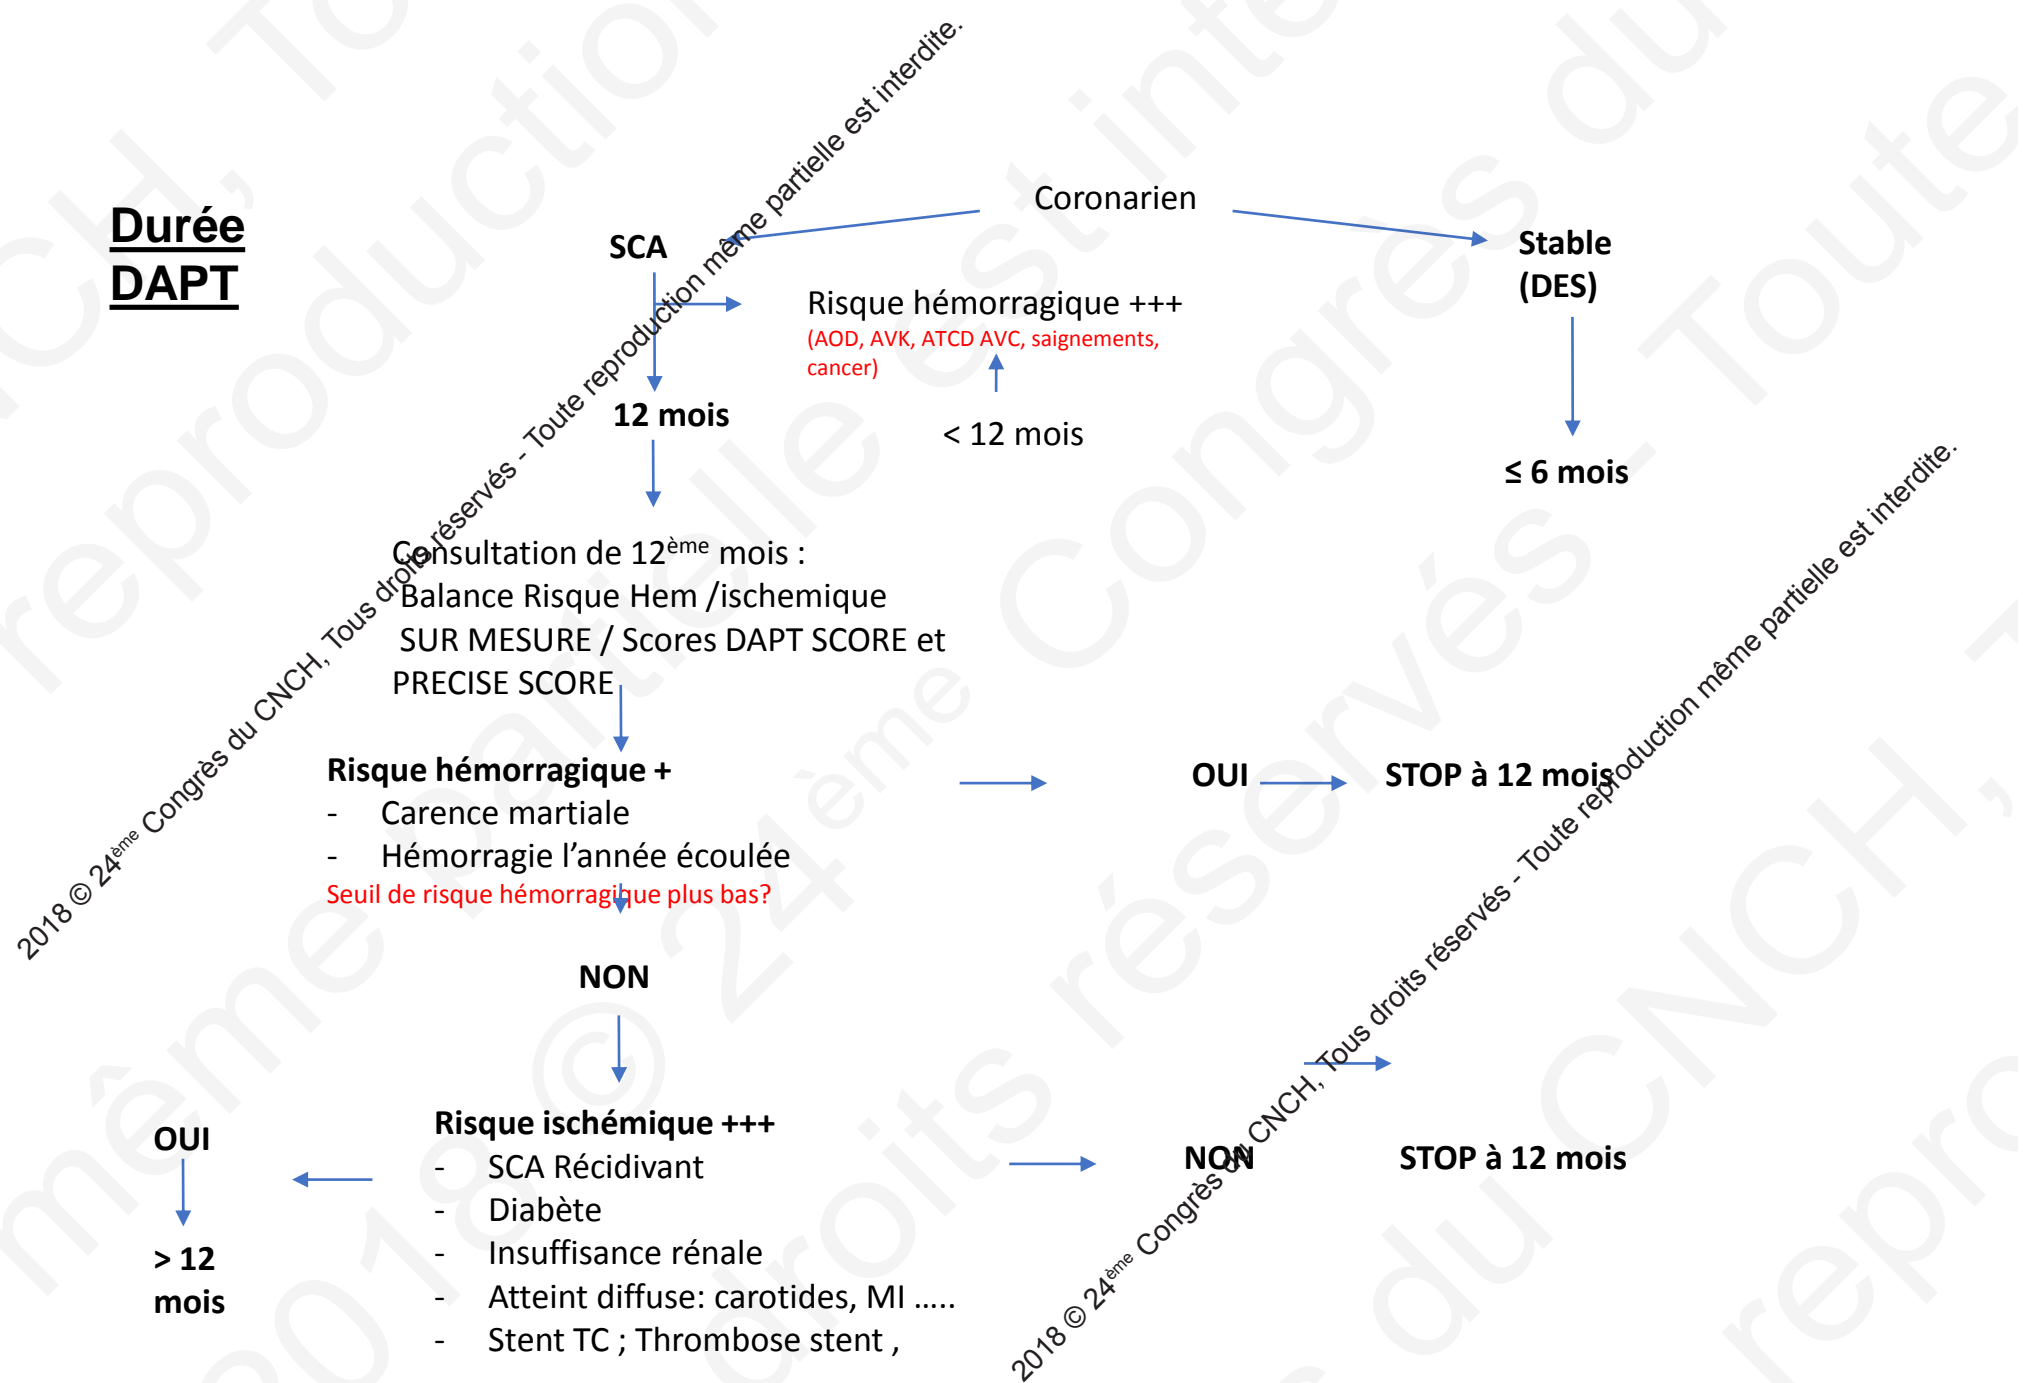 Durée
DAPT
Coronarien
SCA
Stable
(DES)
Risque hémorragique +++
(AOD, AVK, ATCD AVC, saignements,
cancer)
12 mois
< 12 mois
≤ 6 mois
Consultation de 12ème mois :
Balance Risque Hem /ischemique
SUR MESURE / Scores DAPT SCORE et
PRECISE SCORE
Risque hémorragique +
- Carence martiale
- Hémorragie l'année écoulée
Seuil de risque hémorragique plus bas?
OUI
STOP à 12 mois
NON
OUI
> 12
mois
Risque ischémique +++
- SCA Récidivant
- Diabète
- Insuffisance rénale
- Atteint diffuse: carotides, MI .....
- Stent TC ; Thrombose stent ,
NON
STOP à 12 mois
2018 © 24ème Congrès du CNCH, Tous droits réservés - Toute reproduction même partielle est interdite.
2018 © 24ème Congrès du CNCH, Tous droits réservés - Toute reproduction même partielle est interdite.